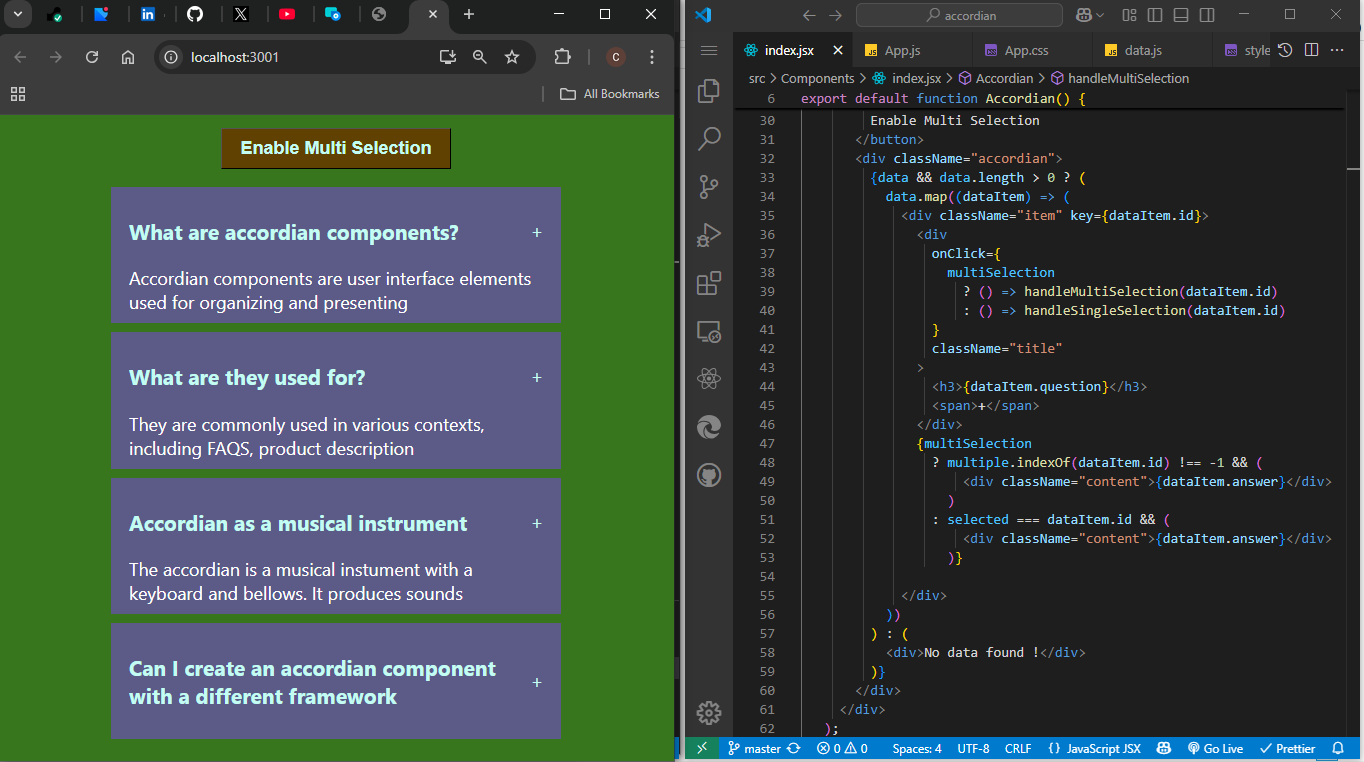 localhost:3001
C
All Bookmarks
Enable Multi Selection
What are accordian components?
+
Accordian components are user interface elements
used for organizing and presenting
What are they used for?
+
They are commonly used in various contexts,
including FAQS, product description
Accordian as a musical instrument
+
The accordian is a musical instument with a
keyboard and bellows. It produces sounds
Can I create an accordian component
with a different framework
+
accordian
index.jsx
JS App.js
App.css
JS data.js
style
src > Components > index.jsx > Accordian > handleMultiSelection
6 export default function Accordian() {
30 Enable Multi Selection
31 </button>
32 <div className="accordian">
33 {data && data.length > 0 ? (
34 data.map((dataItem) => (
35 <div className="item" key={dataItem.id}>
36 <div
37 onClick={
38 multiSelection
39 ? () => handleMultiSelection(dataItem.id)
40 : () => handleSingleSelection(dataItem.id)
41 }
42 className="title"
43 >
44 <h3>{dataItem.question}</h3>
45 <span>+</span>
46 </div>
47 {multiSelection
48 ? multiple.indexOf(dataItem.id) !== -1 && (
49 <div className="content">{dataItem.answer}</div>
50 )
51 : selected === dataItem.id && (
52 <div className="content">{dataItem.answer}</div>
53 )}
54
55 </div>
56 ))
57 ) : (
58 <div>No data found !</div>
59 )}
60 </div>
61 </div>
62 );
master 0 0 Spaces: 4 UTF-8 CRLF {} JavaScript JSX Go Live Prettier